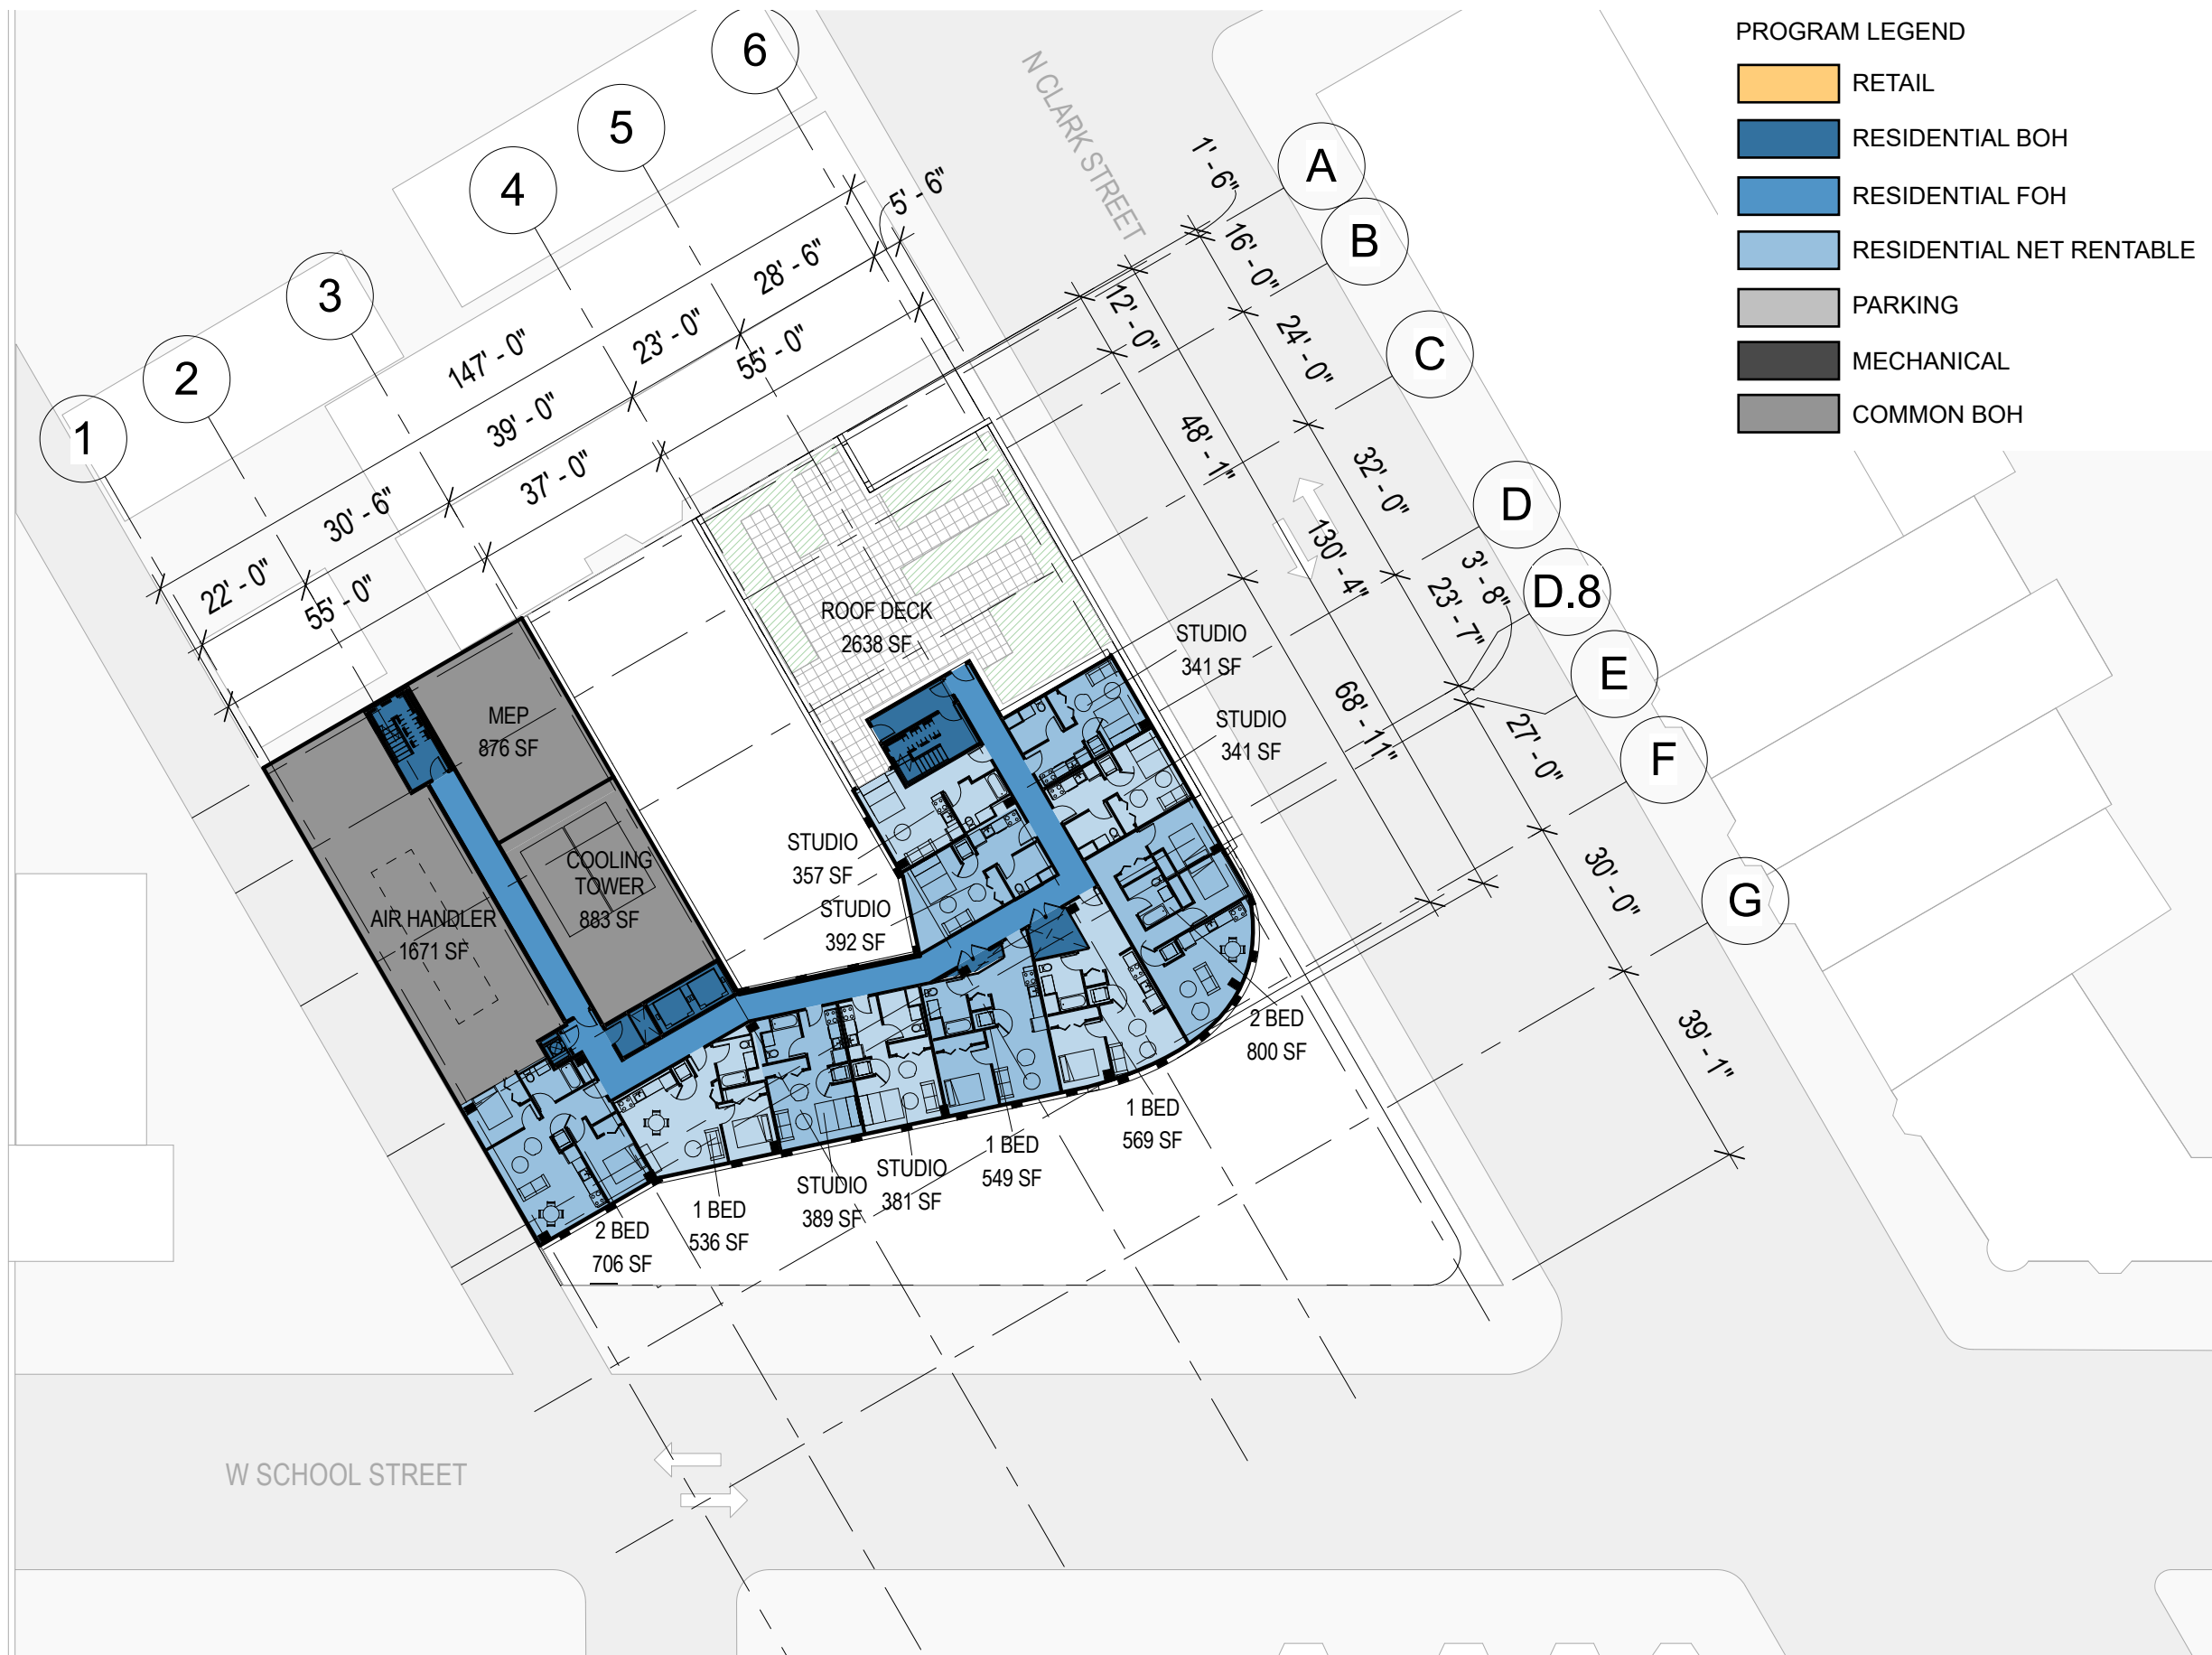 PROGRAM LEGEND
RETAIL
RESIDENTIAL BOH
RESIDENTIAL FOH
RESIDENTIAL NET RENTABLE
PARKING
MECHANICAL
COMMON BOH
1
2
3
4
5
6
A
B
C
D
D.8
E
F
G
N CLARK STREET
W SCHOOL STREET
147' - 0"
5' - 6"
28' - 6"
23' - 0"
39' - 0"
30' - 6"
22' - 0"
55' - 0"
37' - 0"
55' - 0"
1' - 6"
16' - 0"
24' - 0"
32' - 0"
3' - 8"
23' - 7"
27' - 0"
30' - 0"
39' - 1"
12' - 0"
48' - 1"
130' - 4"
68' - 11"
ROOF DECK
2638 SF
STUDIO
341 SF
STUDIO
341 SF
MEP
876 SF
COOLING
TOWER
883 SF
AIR HANDLER
1671 SF
STUDIO
357 SF
STUDIO
392 SF
2 BED
800 SF
1 BED
569 SF
1 BED
549 SF
STUDIO
381 SF
STUDIO
389 SF
1 BED
536 SF
2 BED
706 SF